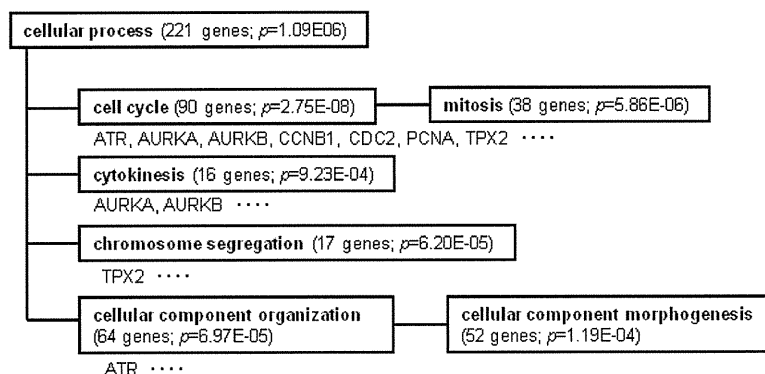 cellular process (221 genes; p=1.09E06)
cell cycle (90 genes; p=2.75E-08)
mitosis (38 genes; p=5.86E-06)
ATR, AURKA, AURKB, CCNB1, CDC2, PCNA, TPX2 ····
cytokinesis (16 genes; p=9.23E-04)
AURKA, AURKB ····
chromosome segregation (17 genes; p=6.20E-05)
TPX2 ····
cellular component organization
(64 genes; p=6.97E-05)
cellular component morphogenesis
(52 genes; p=1.19E-04)
ATR ····